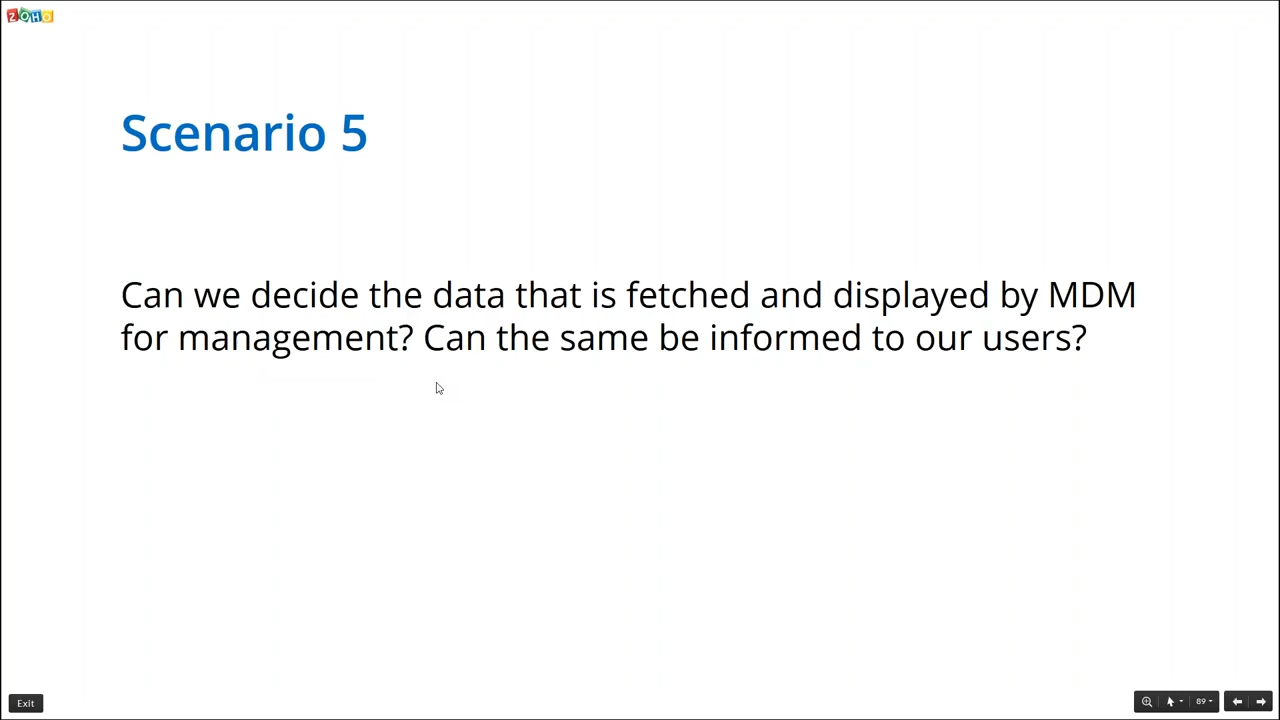 ZOHO
Scenario 5
Can we decide the data that is fetched and displayed by MDM
for management? Can the same be informed to our users?
Exit
89